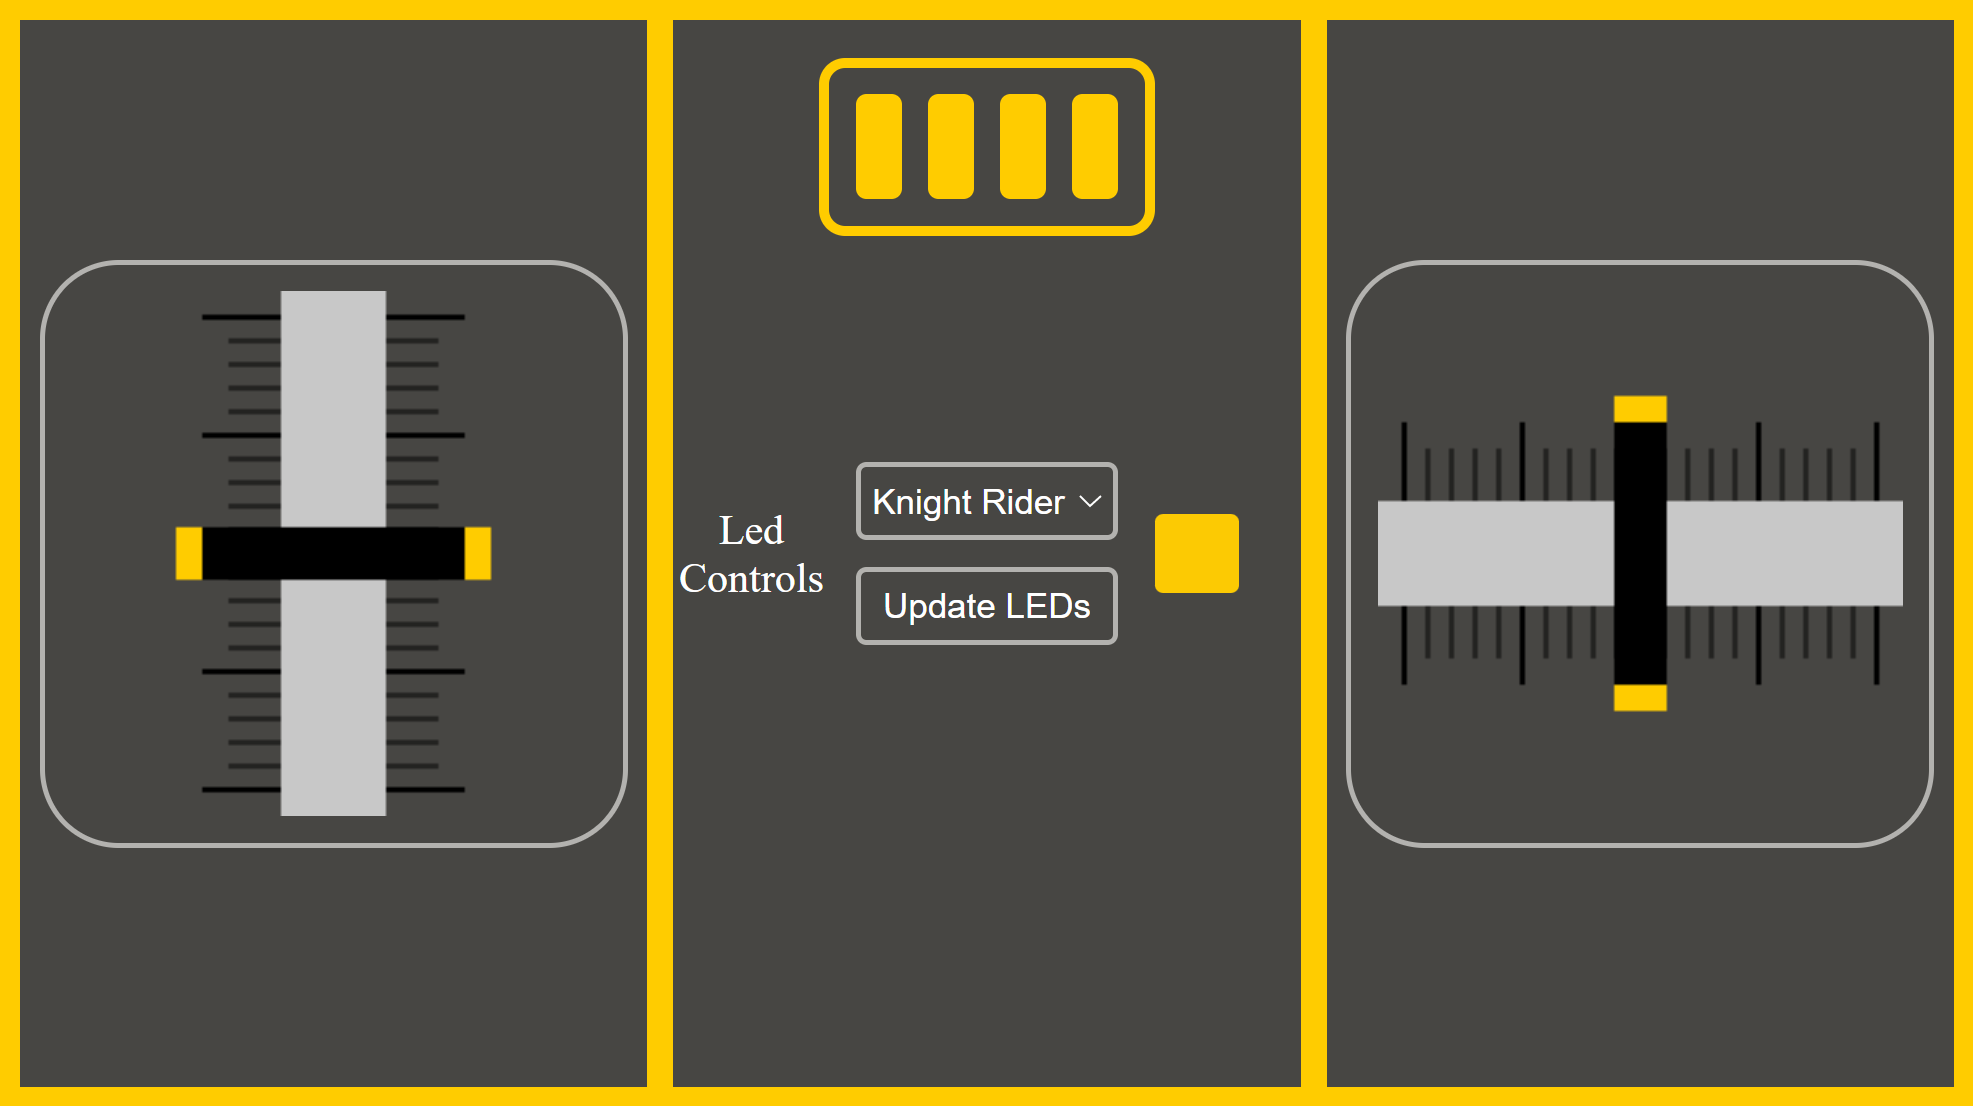 Knight Rider
Led
Controls
Update LEDs